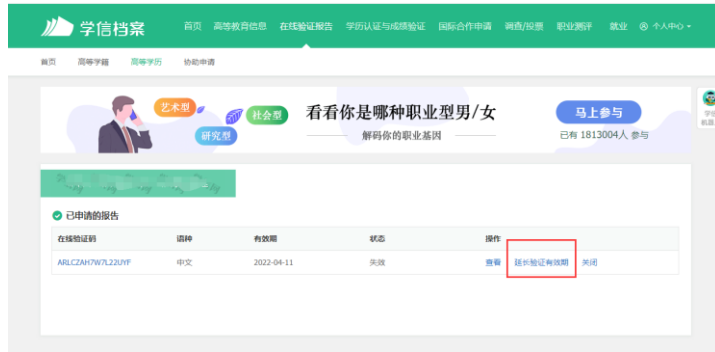 学信档案 首页 高等教育信息 在线验证报告 学历认证与成绩验证 国际合作申请 调查/投票 职业测评 就业 个人中心
首页 高等学籍 高等学历 协助申请
艺术型
社会型
研究型
看看你是哪种职业型男/女
解码你的职业基因
马上参与
已有 1813004人 参与
已申请的报告
在线验证码 语种 有效期 状态 操作
ARLCZAH7W7L22UYF 中文 2022-04-11 失效 查看 延长验证有效期 关闭